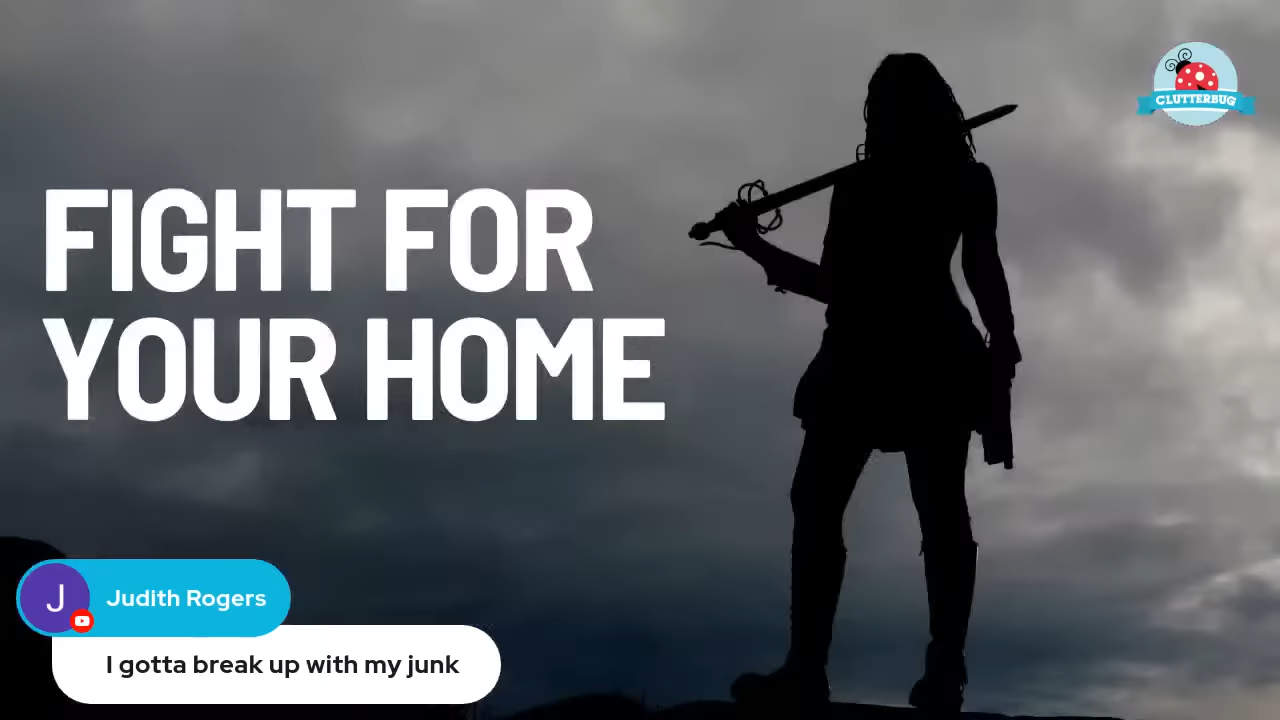 CLUTTERBUG
FIGHT FOR
YOUR HOME
J
Judith Rogers
I gotta break up with my junk